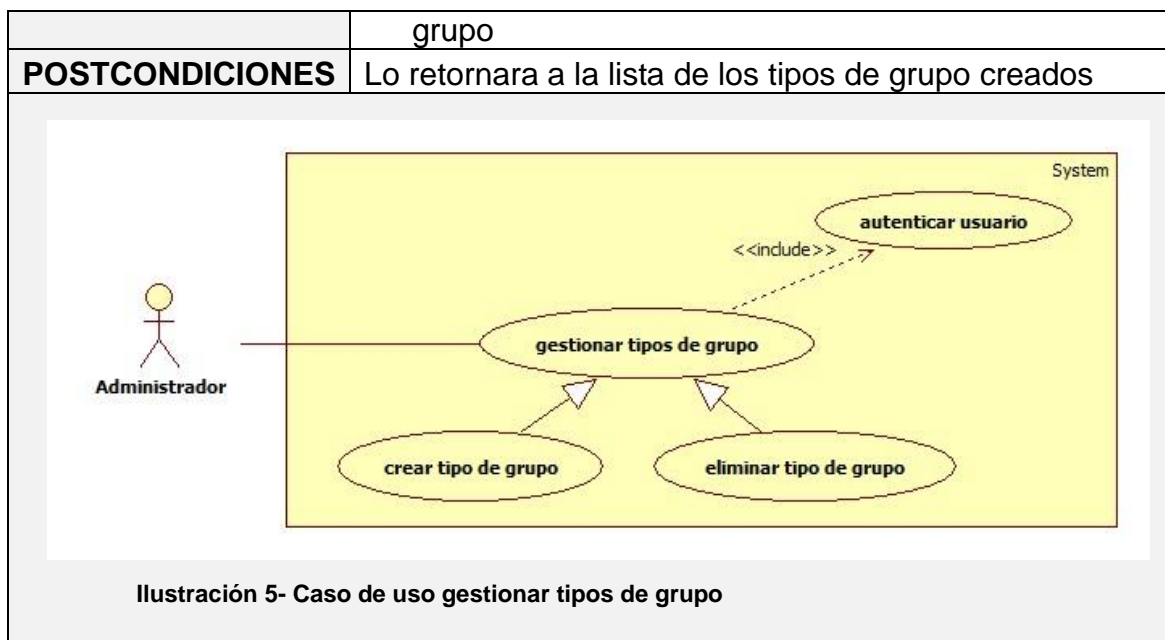 grupo
POSTCONDICIONES Lo retornara a la lista de los tipos de grupo creados
System
autenticar usuario
<<include>>
gestionar tipos de grupo
Administrador
crear tipo de grupo
eliminar tipo de grupo
Ilustración 5- Caso de uso gestionar tipos de grupo